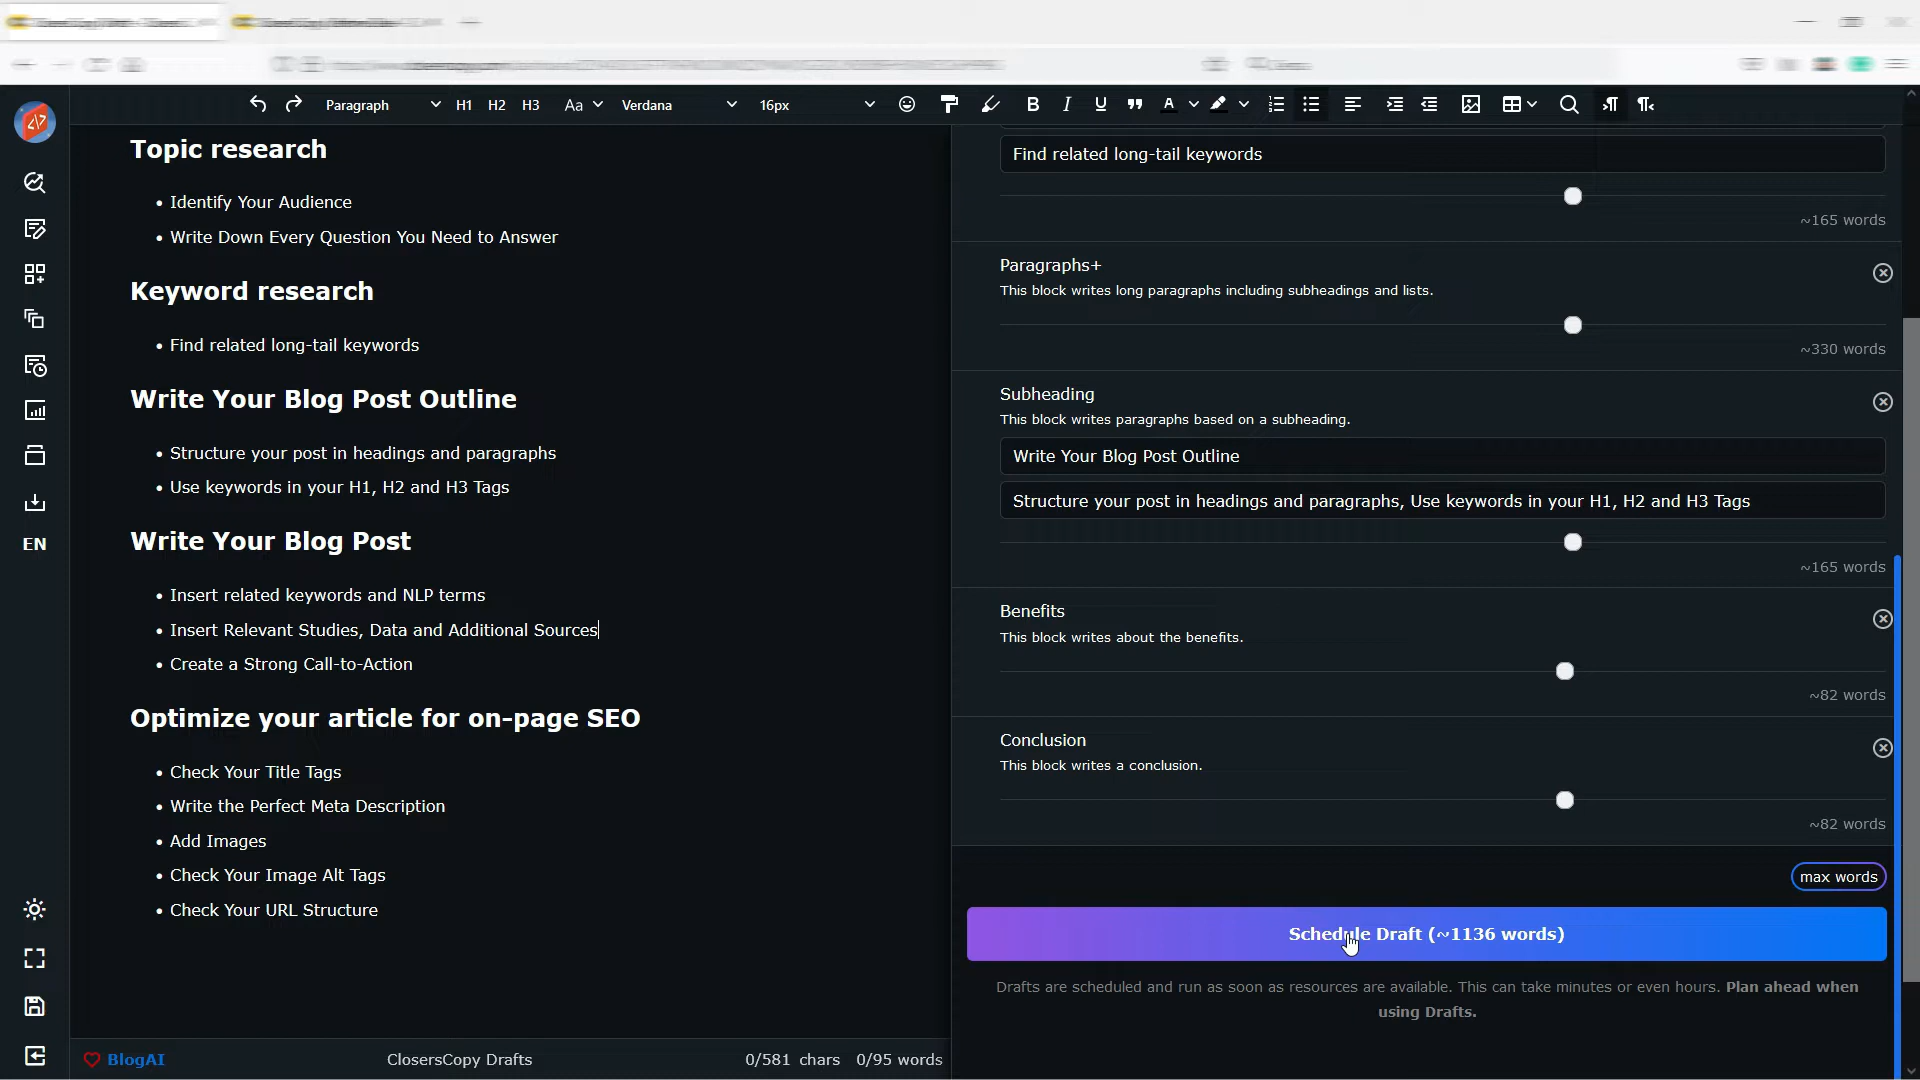 Paragraph H1 H2 H3 Aa Verdana 16px
Topic research
• Identify Your Audience
• Write Down Every Question You Need to Answer
Keyword research
• Find related long-tail keywords
Write Your Blog Post Outline
• Structure your post in headings and paragraphs
• Use keywords in your H1, H2 and H3 Tags
Write Your Blog Post
• Insert related keywords and NLP terms
• Insert Relevant Studies, Data and Additional Sources
• Create a Strong Call-to-Action
Optimize your article for on-page SEO
• Check Your Title Tags
• Write the Perfect Meta Description
• Add Images
• Check Your Image Alt Tags
• Check Your URL Structure
EN
BlogAI ClosersCopy Drafts 0/581 chars 0/95 words
Find related long-tail keywords
~165 words
Paragraphs+
This block writes long paragraphs including subheadings and lists.
~330 words
Subheading
This block writes paragraphs based on a subheading.
Write Your Blog Post Outline
Structure your post in headings and paragraphs, Use keywords in your H1, H2 and H3 Tags
~165 words
Benefits
This block writes about the benefits.
~82 words
Conclusion
This block writes a conclusion.
~82 words
max words
Schedule Draft (~1136 words)
Drafts are scheduled and run as soon as resources are available. This can take minutes or even hours. Plan ahead when
using Drafts.